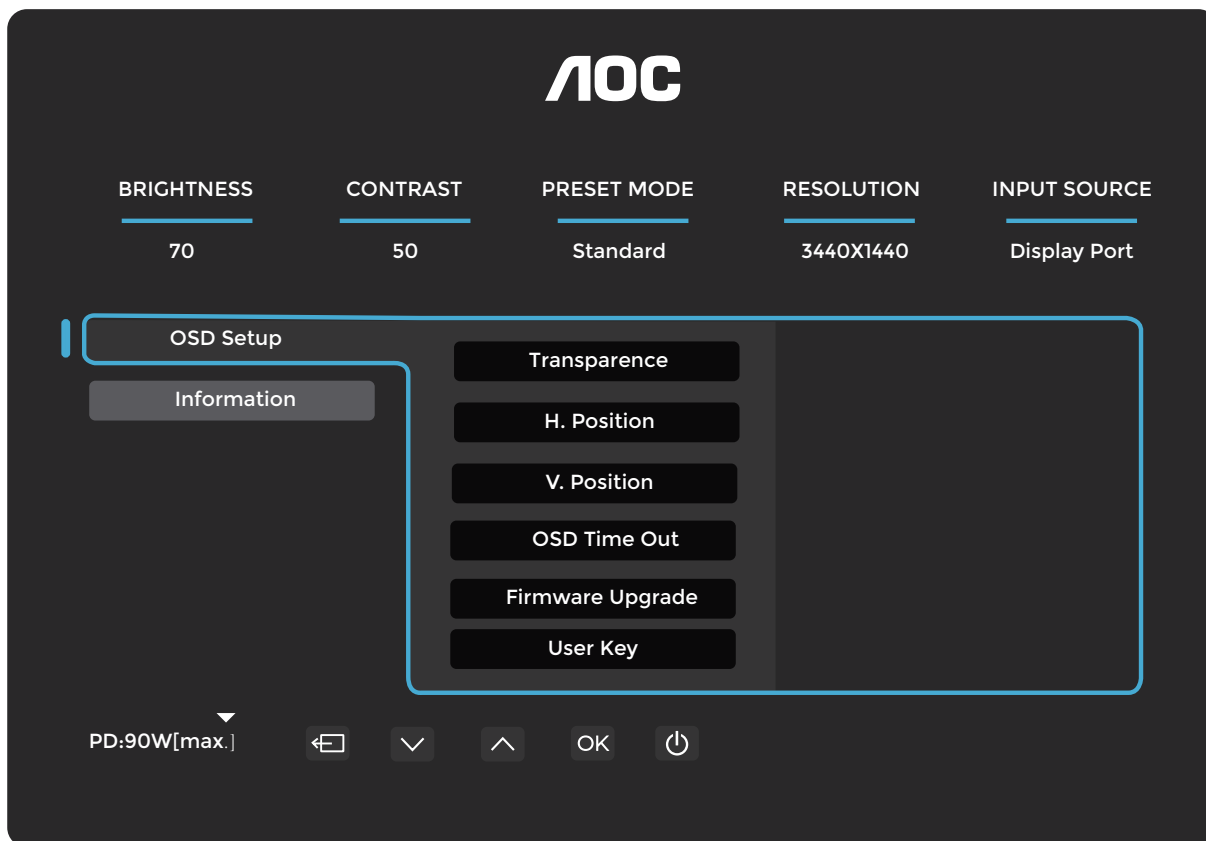 AOC
BRIGHTNESS CONTRAST PRESET MODE RESOLUTION INPUT SOURCE
70 50 Standard 3440X1440 Display Port
OSD Setup
Transparence
Information
H. Position
V. Position
OSD Time Out
Firmware Upgrade
User Key
PD:90W[max.]
OK